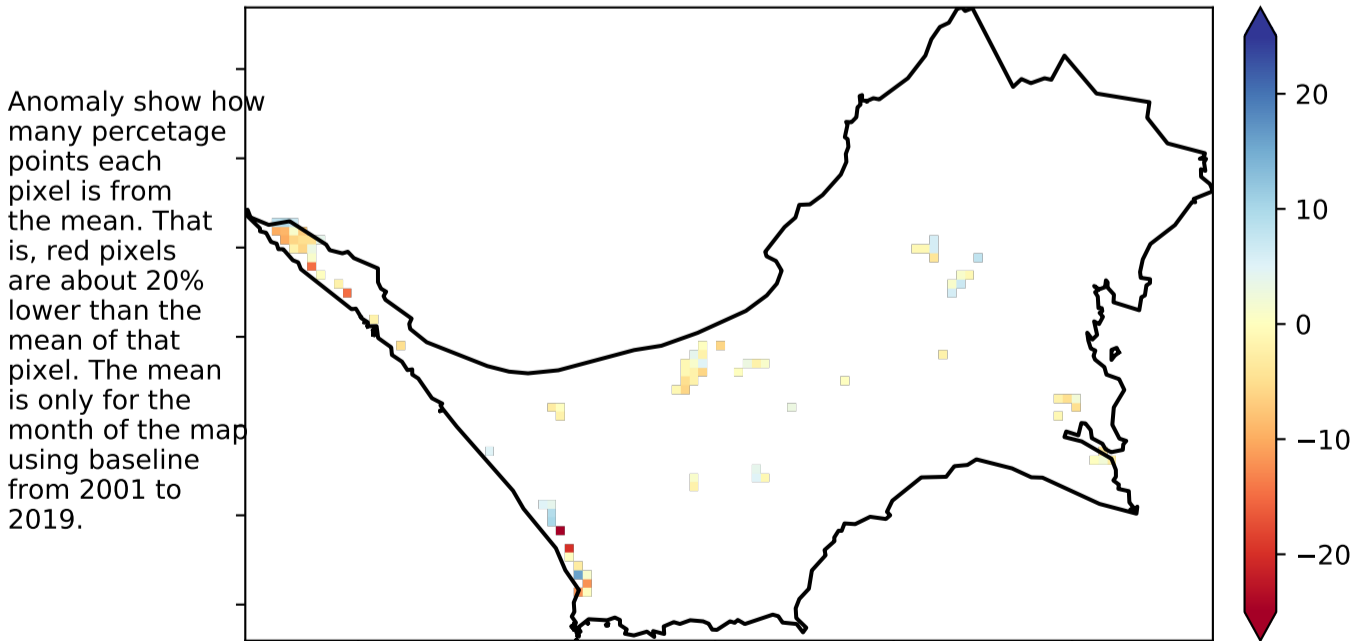 Anomaly show how
many percetage
points each
pixel is from
the mean. That
is, red pixels
are about 20%
lower than the
mean of that
pixel. The mean
is only for the
month of the map
using baseline
from 2001 to
2019.
20
10
0
−10
−20